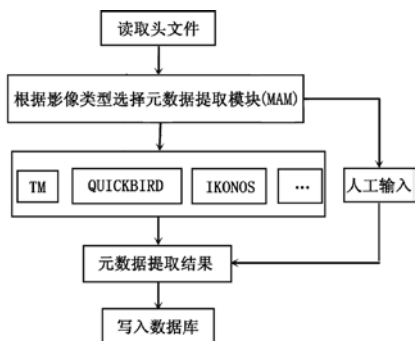 读取头文件
根据影像类型选择元数据提取模块(MAM)
TM
QUICKBIRD
IKONOS
…
人工输入
元数据提取结果
写入数据库